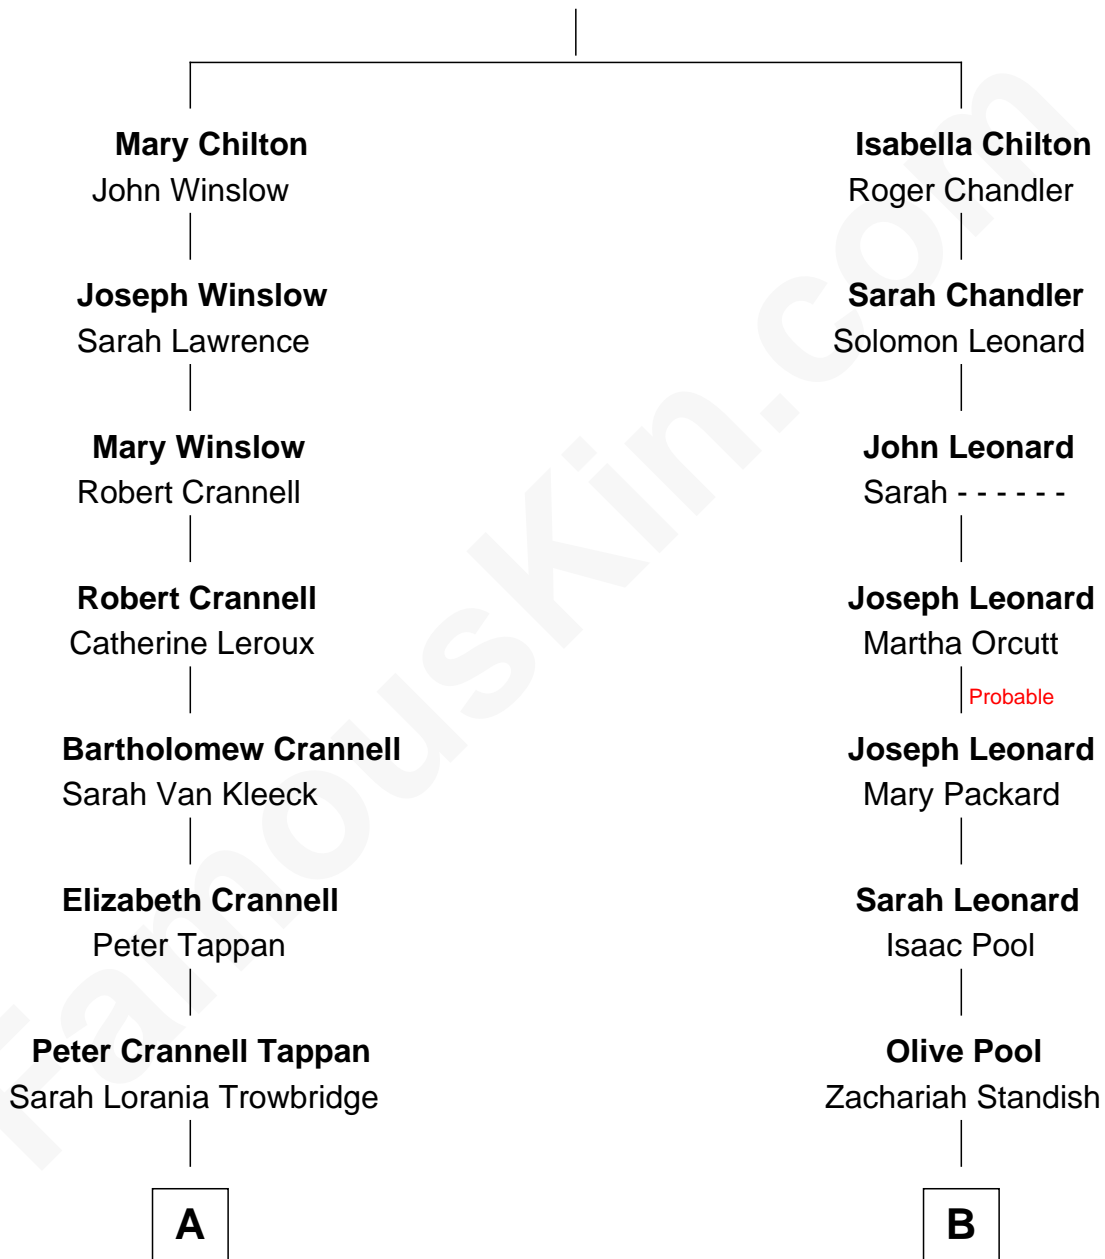 Mary Chilton
John Winslow
Isabella Chilton
Roger Chandler
Joseph Winslow
Sarah Lawrence
Sarah Chandler
Solomon Leonard
Mary Winslow
Robert Crannell
John Leonard
Sarah - - - - - -
Robert Crannell
Catherine Leroux
Joseph Leonard
Martha Orcutt
Probable
Bartholomew Crannell
Sarah Van Kleeck
Joseph Leonard
Mary Packard
Elizabeth Crannell
Peter Tappan
Sarah Leonard
Isaac Pool
Peter Crannell Tappan
Sarah Lorania Trowbridge
Olive Pool
Zachariah Standish
A
B
FamousKin.com